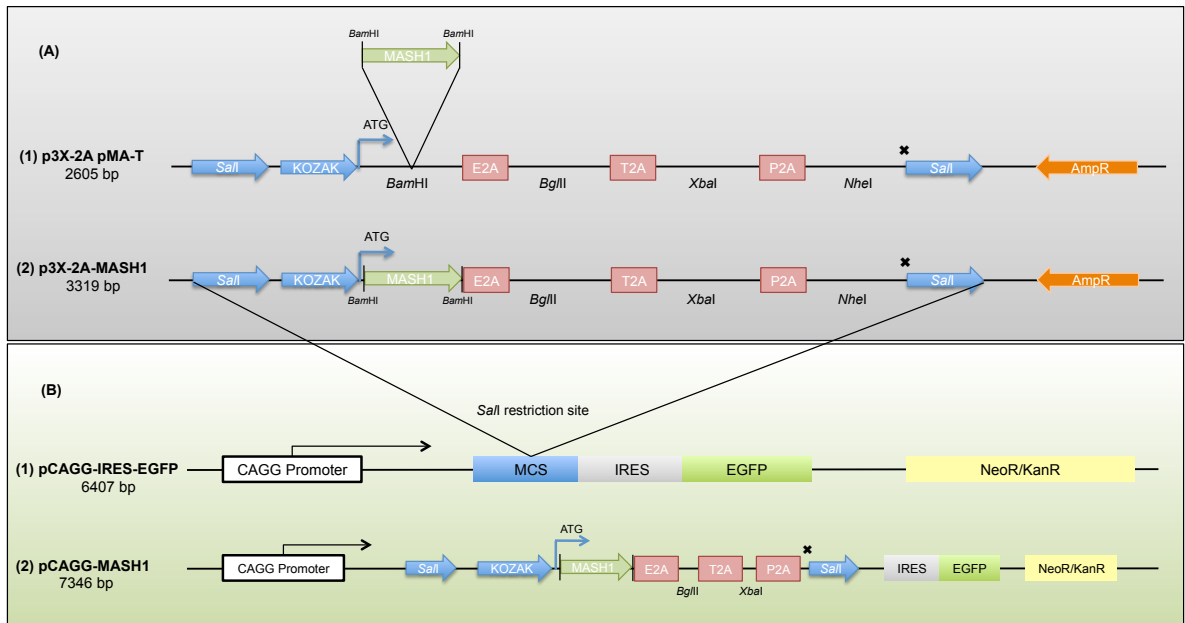 (A)
BamHI BamHI
MASH1
ATG
(1) p3X-2A pMA-T
2605 bp
SalI KOZAK E2A T2A P2A SalI AmpR
BamHI BglII XbaI NheI
ATG
(2) p3X-2A-MASH1
3319 bp
SalI KOZAK MASH1 E2A T2A P2A SalI AmpR
BamHI BamHI BglII XbaI NheI
(B)
SalI restriction site
(1) pCAGG-IRES-EGFP
6407 bp
CAGG Promoter MCS IRES EGFP NeoR/KanR
ATG
(2) pCAGG-MASH1
7346 bp
CAGG Promoter SalI KOZAK MASH1 E2A T2A P2A SalI IRES EGFP NeoR/KanR
BglII XbaI